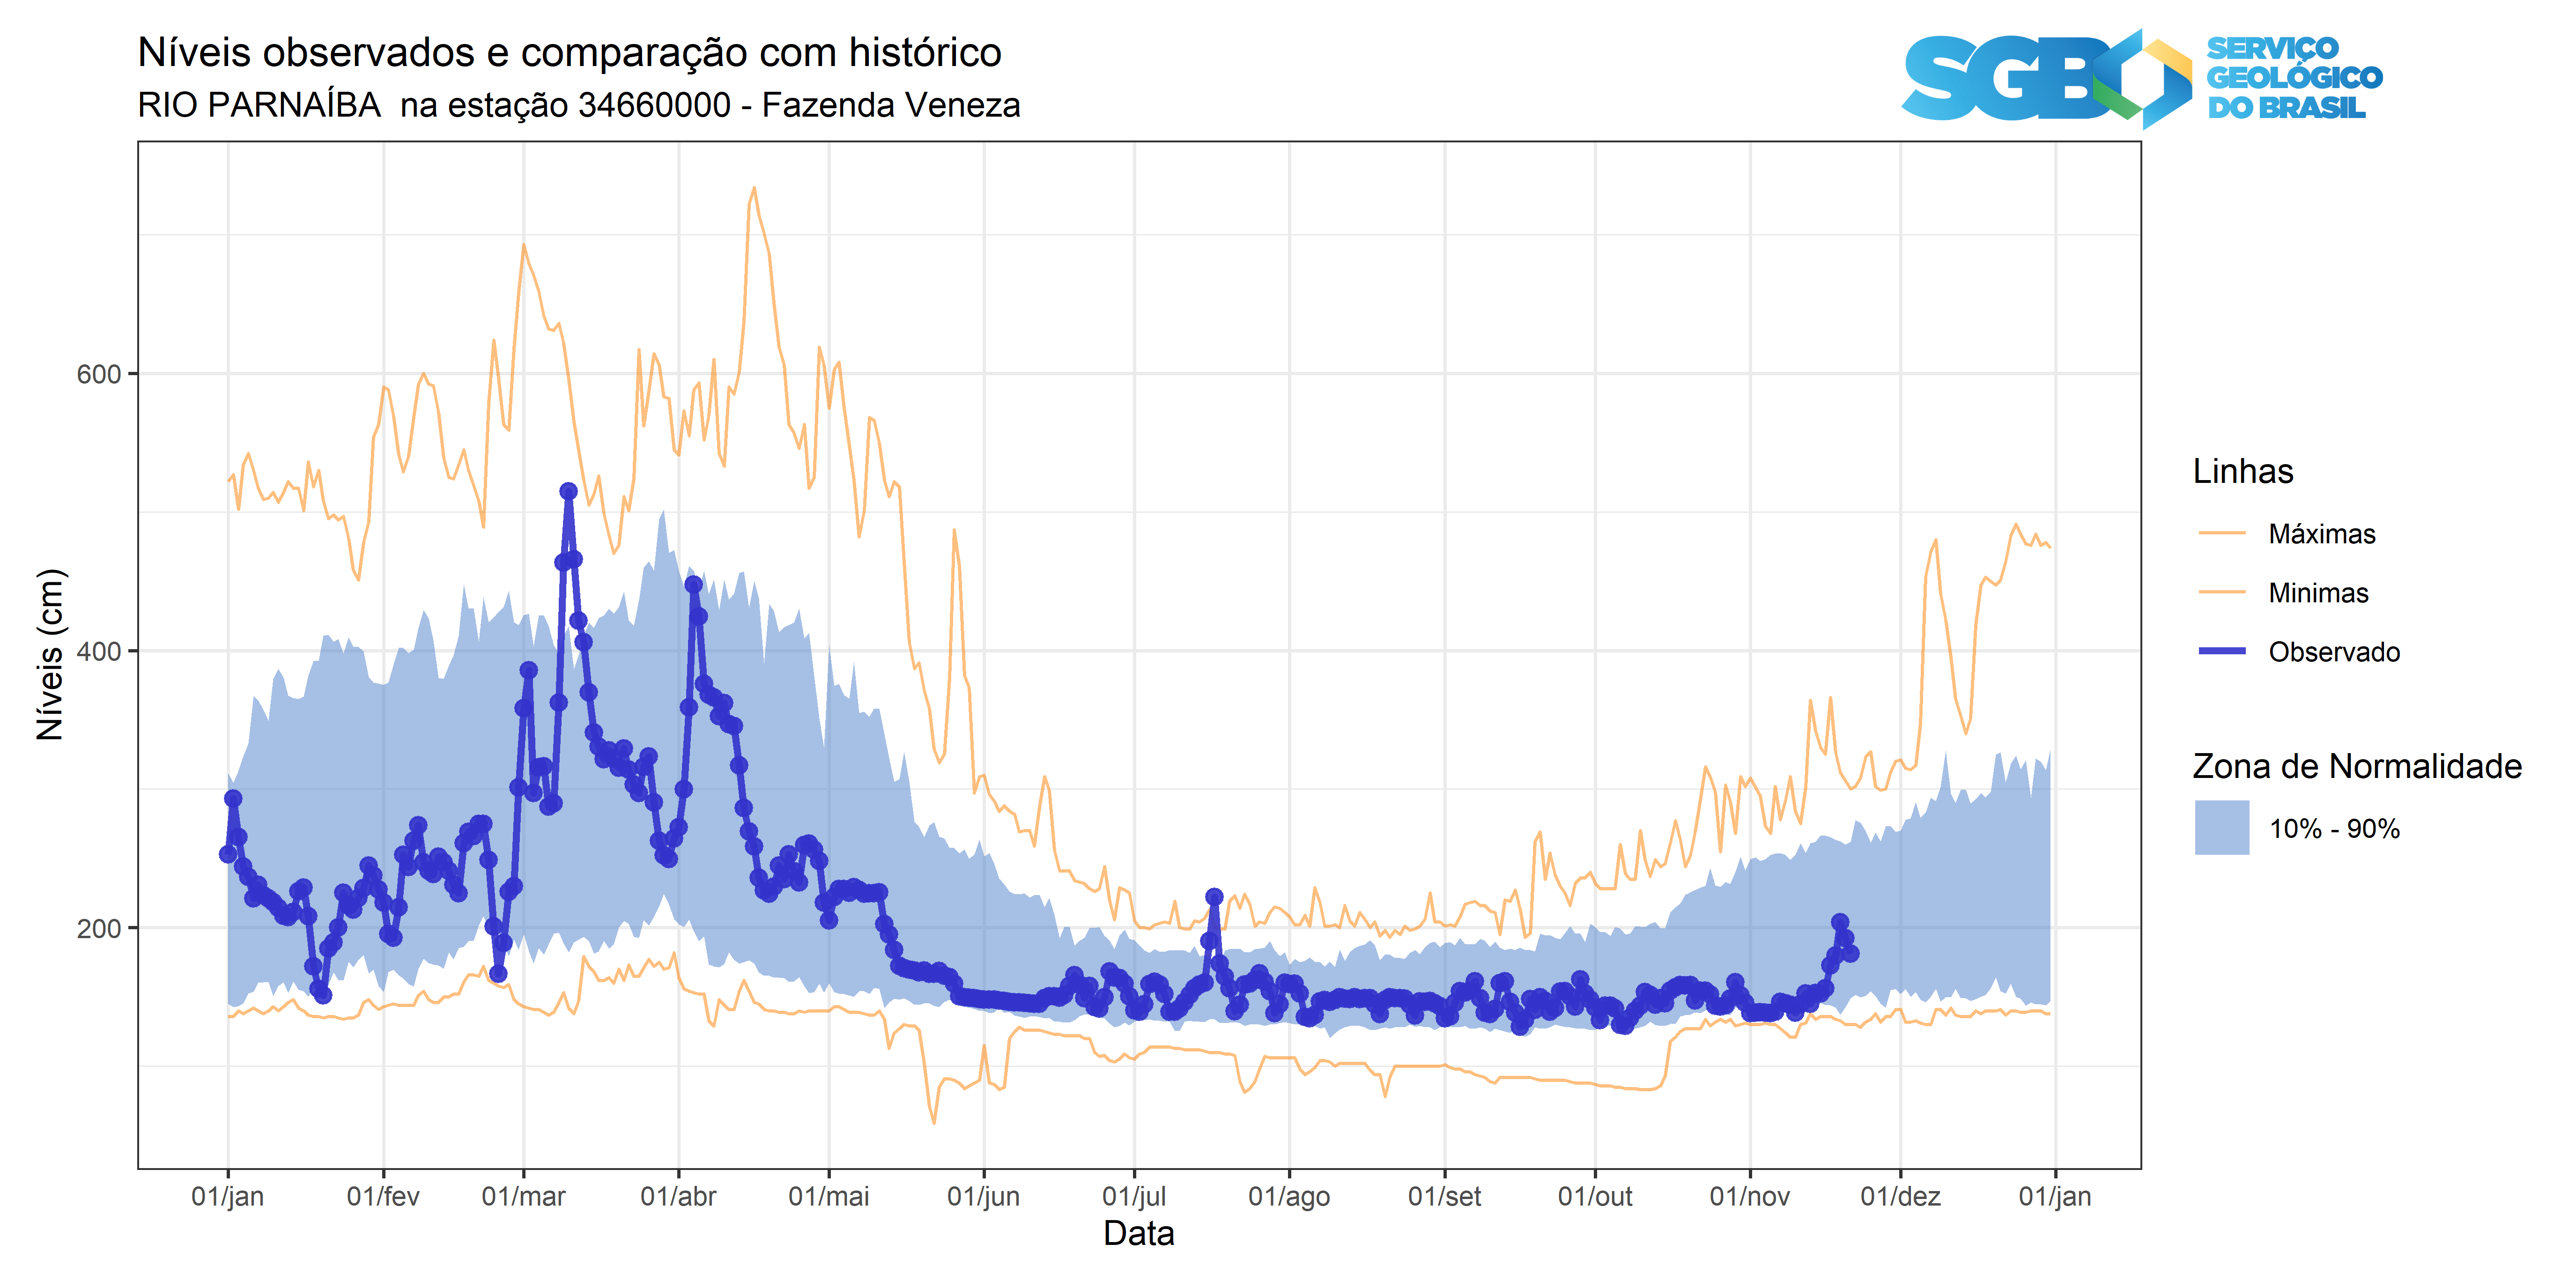 Níveis observados e comparação com histórico
RIO PARNAÍBA  na estação 34660000 - Fazenda Veneza
SGB
SERVIÇO
GEOLÓGICO
DO BRASIL
Níveis (cm)
600
400
200
01/jan 01/fev 01/mar 01/abr 01/mai 01/jun 01/jul 01/ago 01/set 01/out 01/nov 01/dez 01/jan
Data
Linhas
Máximas
Minimas
Observado
Zona de Normalidade
10% - 90%